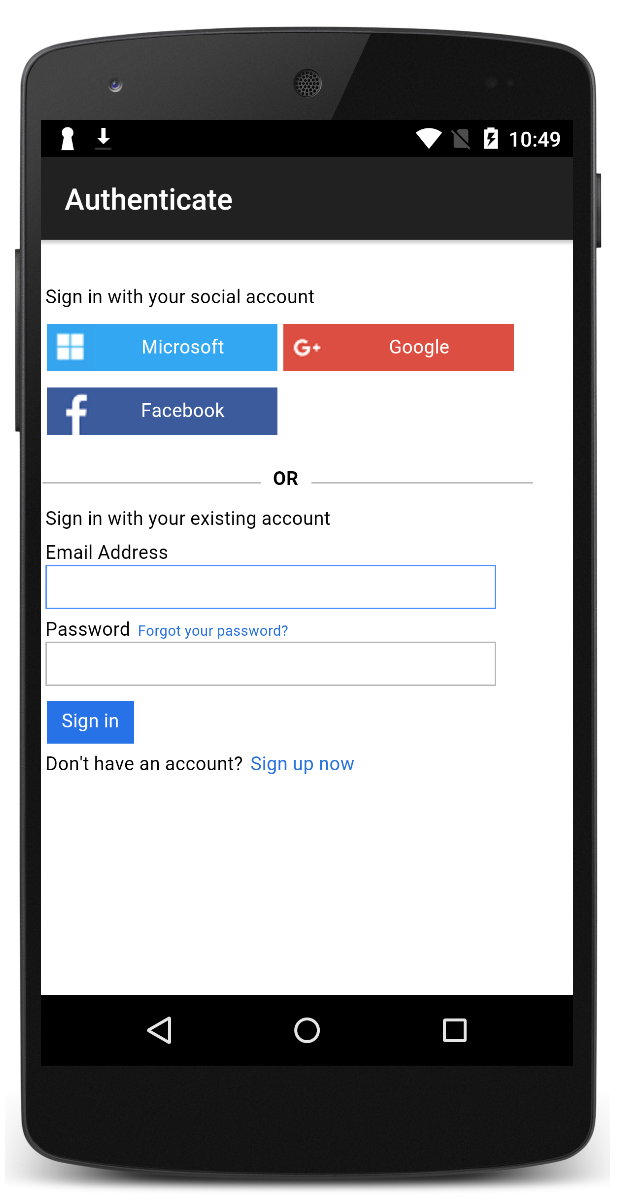 10:49
Authenticate
Sign in with your social account
Microsoft G+ Google
f Facebook
OR
Sign in with your existing account
Email Address
Password Forgot your password?
Sign in
Don't have an account? Sign up now